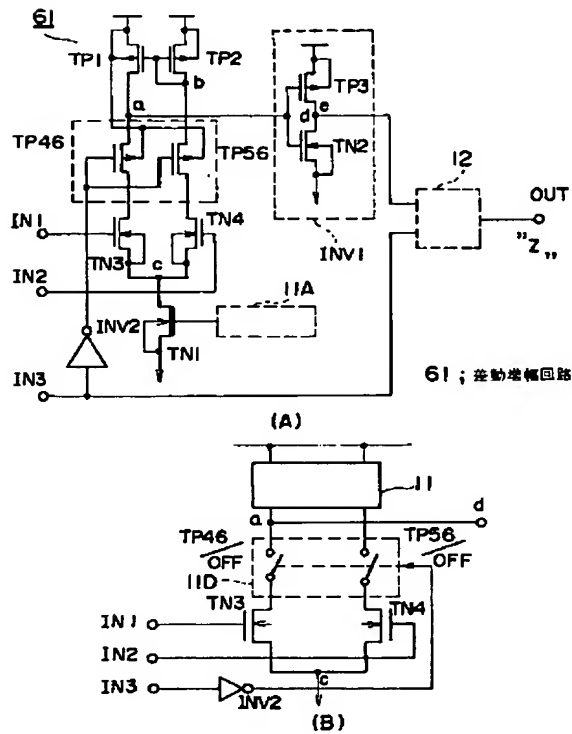 61
TP1
TP2
TP3
a
b
d
e
TP46
TP56
TN2
12
OUT
"Z"
IN1
TN3
TN4
INV1
IN2
c
11A
INV2
TN1
IN3
61 ; 差動増幅回路
(A)
11
a
d
TP46/OFF
TP56/OFF
11D
TN3
TN4
IN1
IN2
c
IN3
INV2
(B)